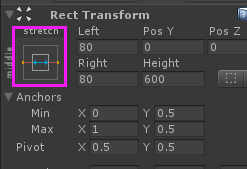 Rect Transform
stretch Left Pos Y Pos Z
80 0 0
middle Right Height
80 600
Anchors
Min X 0 Y 0.5
Max X 1 Y 0.5
Pivot X 0.5 Y 0.5